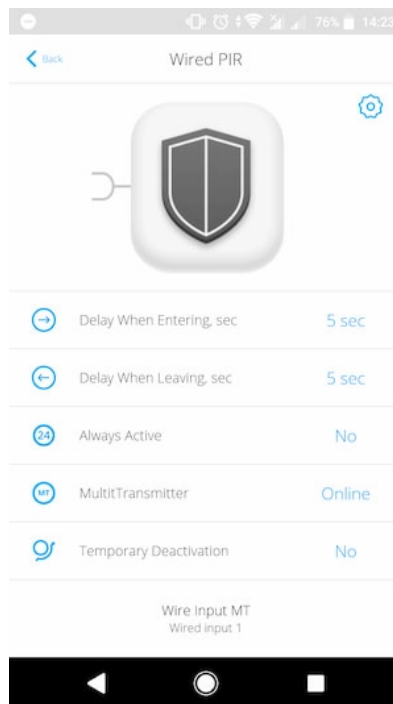 76% 14:23
Back Wired PIR
Delay When Entering, sec 5 sec
Delay When Leaving, sec 5 sec
24 Always Active No
MT MultitTransmitter Online
Temporary Deactivation No
Wire Input MT
Wired input 1